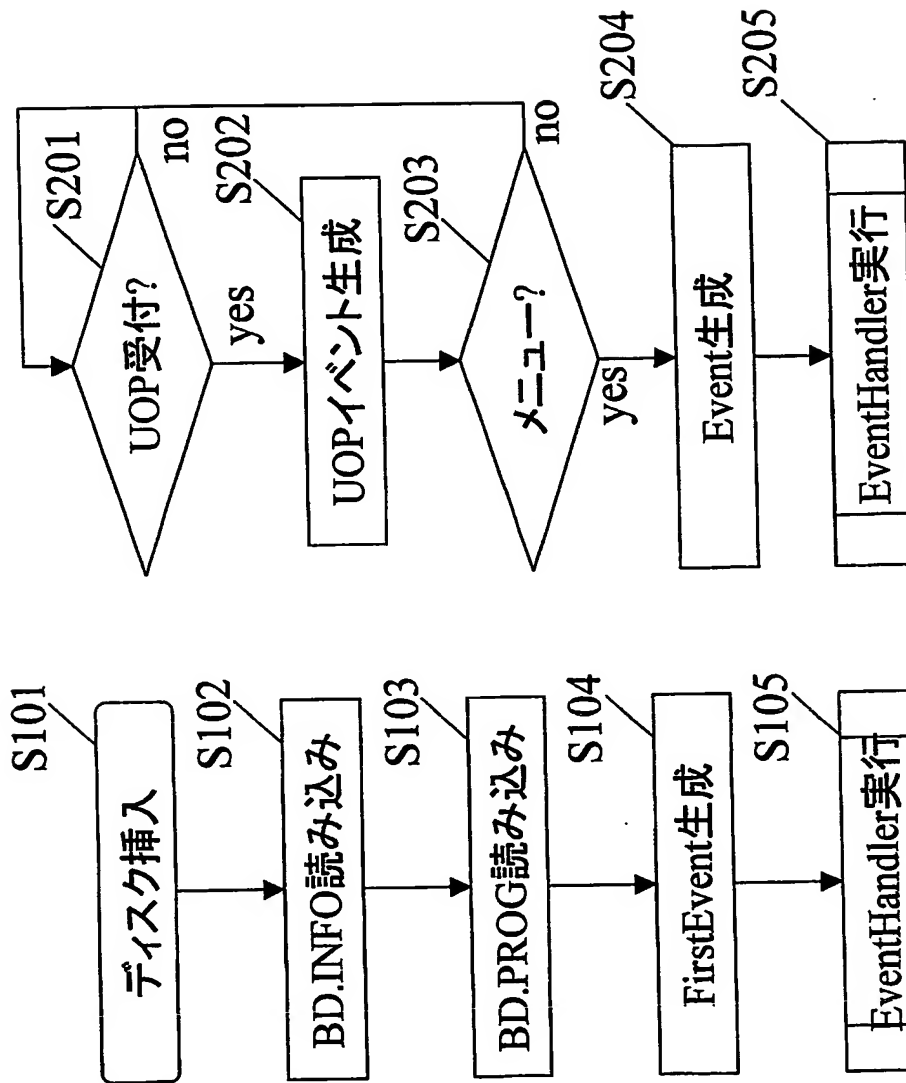 S101
ディスク挿入
S102
BD.INFO読み込み
S103
BD.PROG読み込み
S104
FirstEvent生成
S105
EventHandler実行
S201
UOP受付?
no
yes
S202
UOPイベント生成
S203
メニュー?
no
yes
S204
Event生成
S205
EventHandler実行